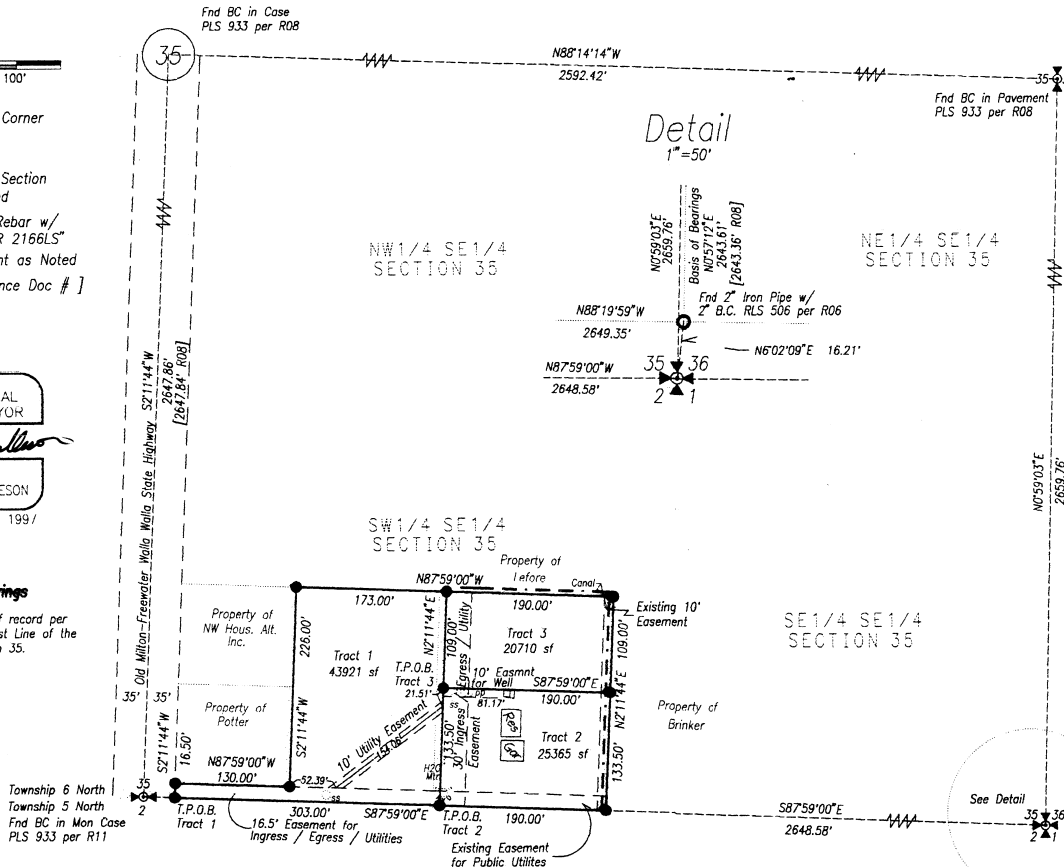 Fnd BC in Case
PLS 933 per R08
35
N88°14'14"W
2592.42'
35
Fnd BC in Pavement
PLS 933 per R08
100'
Corner
Section
Rebar w/
R 2166LS"
nt as Noted
nce Doc # ]
Detail
1"=50'
N0°59'03"E
2659.76'
Basis of Bearings
N0°57'12"E
2643.61'
[2643.36' R08]
Fnd 2" Iron Pipe w/
2" B.C. RLS 506 per R06
N88°19'59"W
2649.35'
N6°02'09"E 16.21'
N87°59'00"W
2648.58'
35 36
2 1
NW1/4 SE1/4
SECTION 35
NE1/4 SE1/4
SECTION 35
AL
YOR
ESON
199
Old Milton-Freewater Walla Walla State Highway S2°11'44"W
2647.86'
[2647.84' R08]
N0°59'03"E
2659.76'
SW1/4 SE1/4
SECTION 35
SE1/4 SE1/4
SECTION 35
ings
f record per
st Line of the
35.
Property of
Lefore
N87°59'00"W
Canal
173.00'
190.00'
Existing 10'
Easement
Property of
NW Hous. Alt.
Inc.
226.00'
Tract 1
43921 sf
N2°11'44"E
109.00'
Egress / Utility
Tract 3
20710 sf
109.00'
T.P.O.B.
Tract 3
21.51'
10' Easmnt
for Well
S87°59'00"E
PP
81.17'
190.00'
SS
N2°11'44"E
Property of
Brinker
35' 35'
Property of
Potter
S2°11'44"W
10' Utility Easement
154.06'
133.50'
30' Ingress
Easement
Res
Tract 2
25365 sf
133.50'
H2O
Mtr
S2°11'44"W
16.50'
N87°59'00"W
130.00'
52.39'
SS
Township 6 North
Township 5 North
35
2
Fnd BC in Mon Case
PLS 933 per R11
T.P.O.B.
Tract 1
303.00'
S87°59'00"E
16.5' Easement for
Ingress / Egress / Utilities
T.P.O.B.
Tract 2
190.00'
Existing Easement
for Public Utilites
S87°59'00"E
2648.58'
See Detail
35 36
2 1